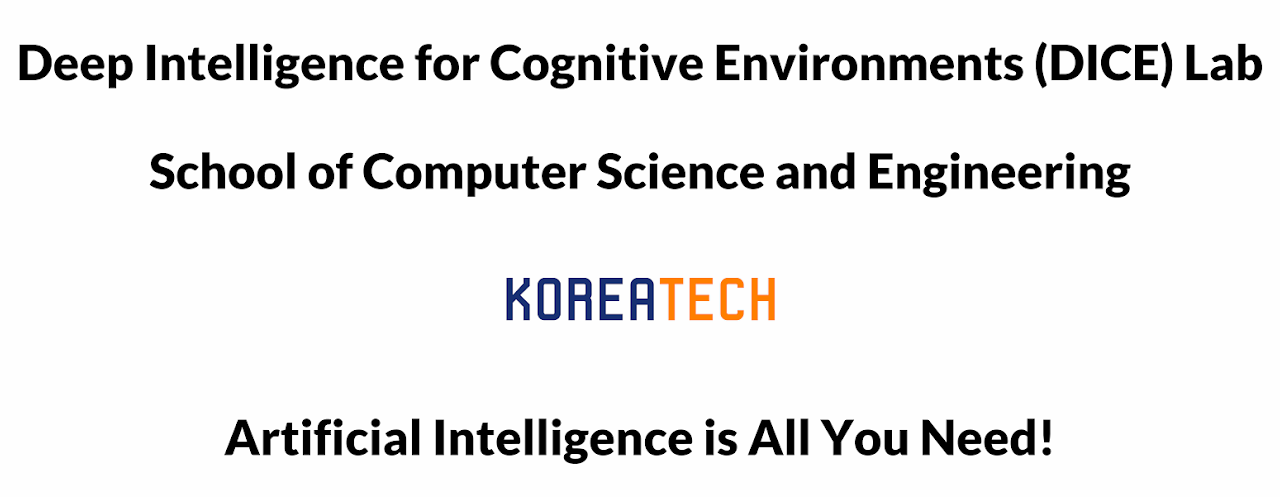 Deep Intelligence for Cognitive Environments (DICE) Lab
School of Computer Science and Engineering
KOREATECH
Artificial Intelligence is All You Need!